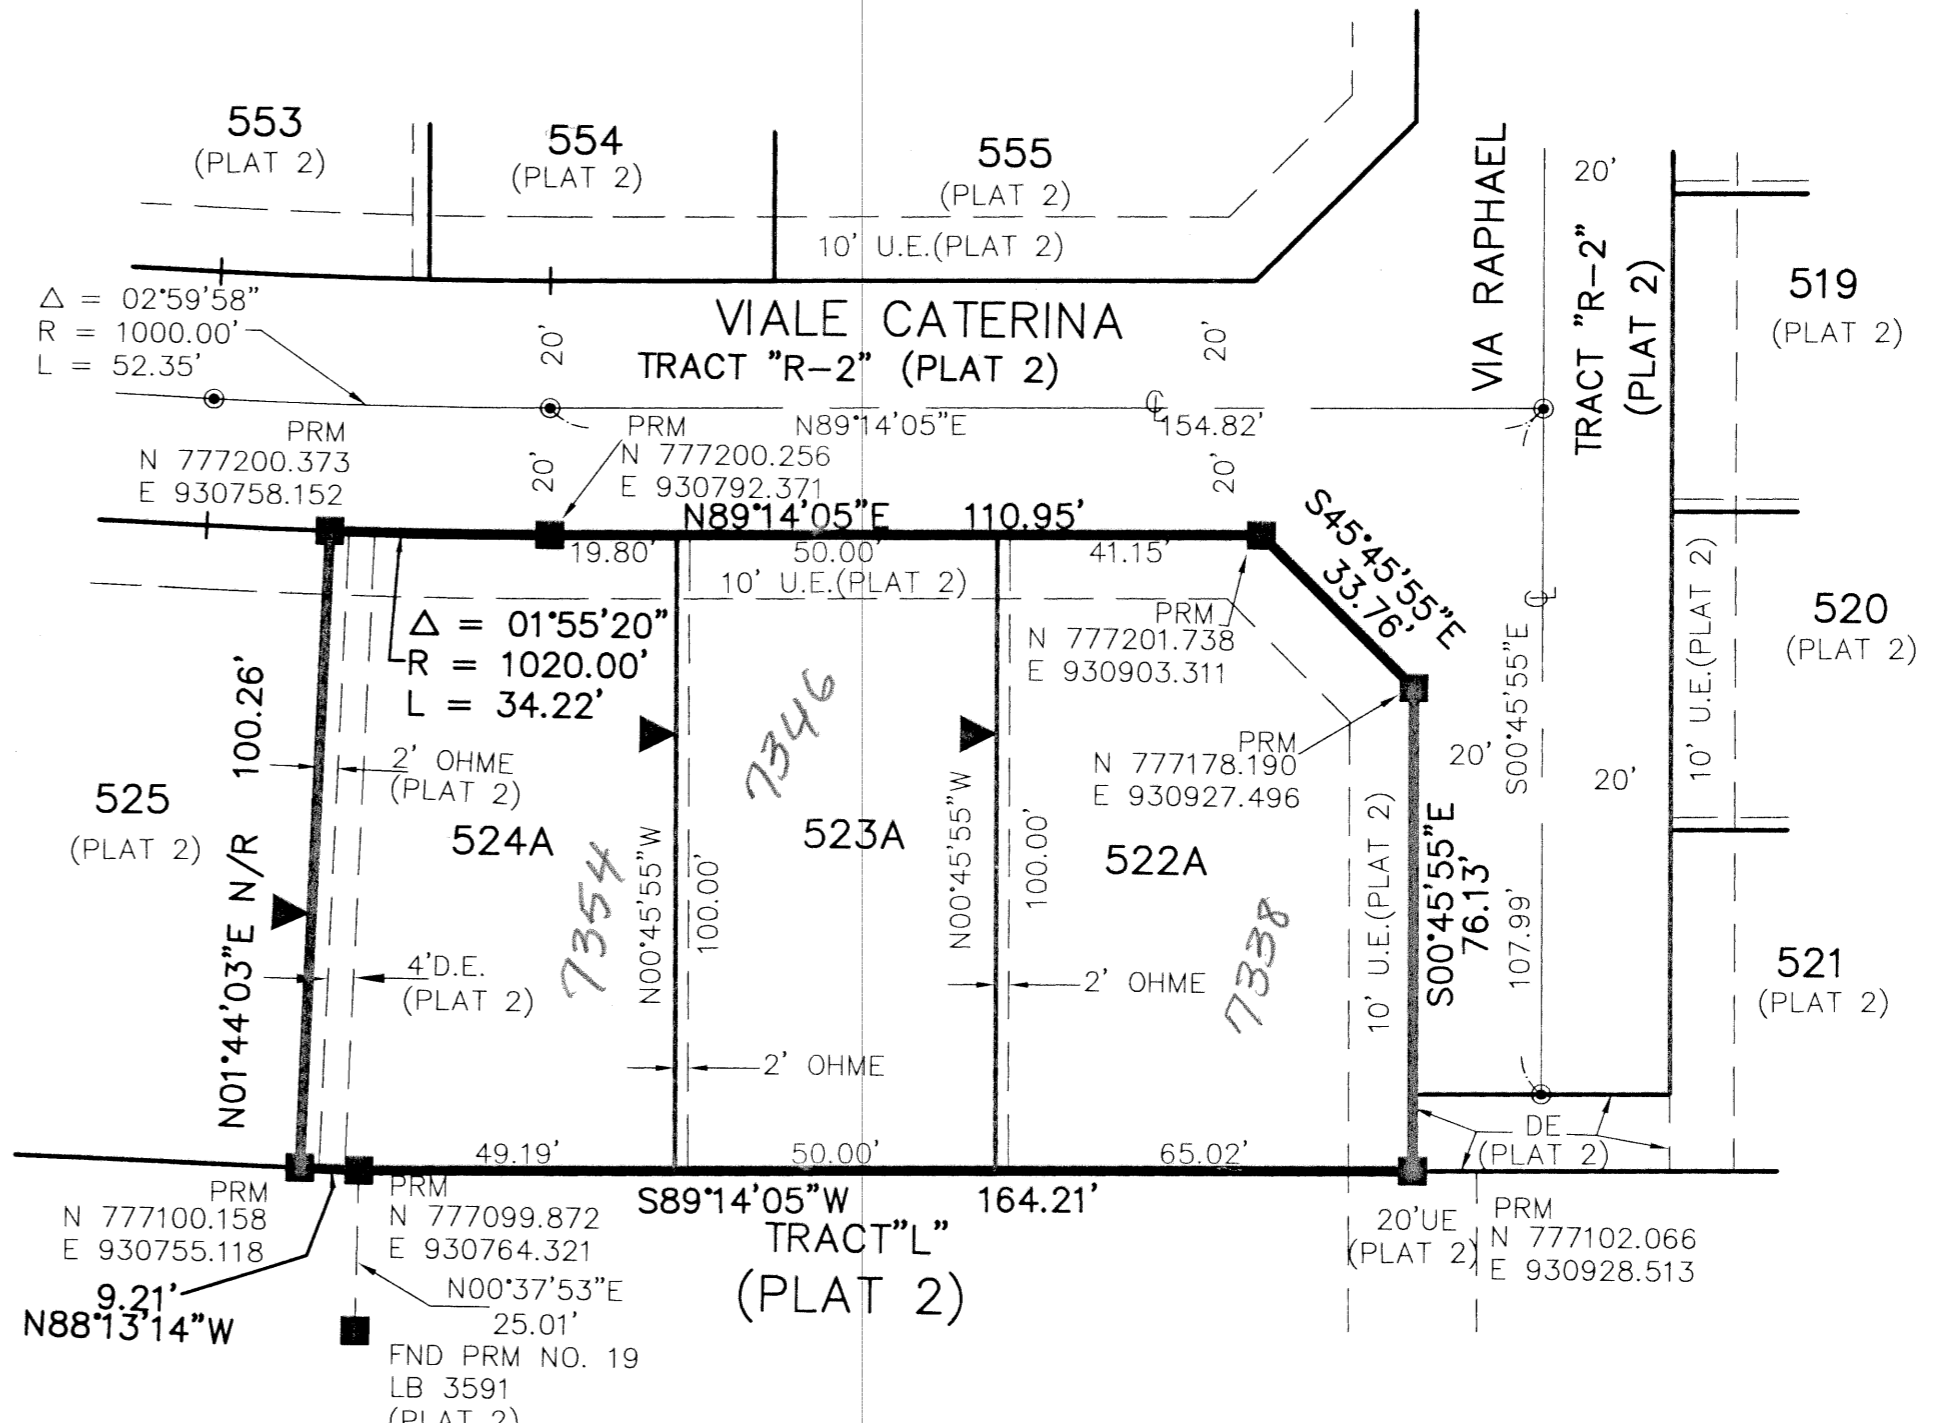 553
(PLAT 2)
554
(PLAT 2)
555
(PLAT 2)
10' U.E.(PLAT 2)
VIA RAPHAEL
20'
TRACT "R-2"
(PLAT 2)
519
(PLAT 2)
Δ = 02°59'58"
R = 1000.00'
L = 52.35'
20'
VIALE CATERINA
TRACT "R-2" (PLAT 2)
20'
PRM
N 777200.373
E 930758.152
20'
PRM
N 777200.256
E 930792.371
N89°14'05"E
℄
154.82'
20'
N89°14'05"E 110.95'
19.80'
50.00'
41.15'
10' U.E.(PLAT 2)
S45°45'55"E
33.76'
PRM
N 777201.738
E 930903.311
℄
S00°45'55"E
10' U.E.(PLAT 2)
520
(PLAT 2)
Δ = 01°55'20"
R = 1020.00'
L = 34.22'
100.26'
2' OHME
(PLAT 2)
7346
PRM
N 777178.190
E 930927.496
20'
20'
525
(PLAT 2)
524A
523A
522A
N01°44'03"E N/R
7354
N00°45'55"W
100.00'
N00°45'55"W
100.00'
7338
10' U.E.(PLAT 2)
S00°45'55"E
76.13'
107.99'
521
(PLAT 2)
4'D.E.
(PLAT 2)
2' OHME
2' OHME
49.19'
50.00'
65.02'
DE
(PLAT 2)
S89°14'05"W 164.21'
PRM
N 777100.158
E 930755.118
PRM
N 777099.872
E 930764.321
TRACT"L"
(PLAT 2)
20'UE
(PLAT 2)
PRM
N 777102.066
E 930928.513
9.21'
N88°13'14"W
N00°37'53"E
25.01'
FND PRM NO. 19
LB 3591
(PLAT 2)